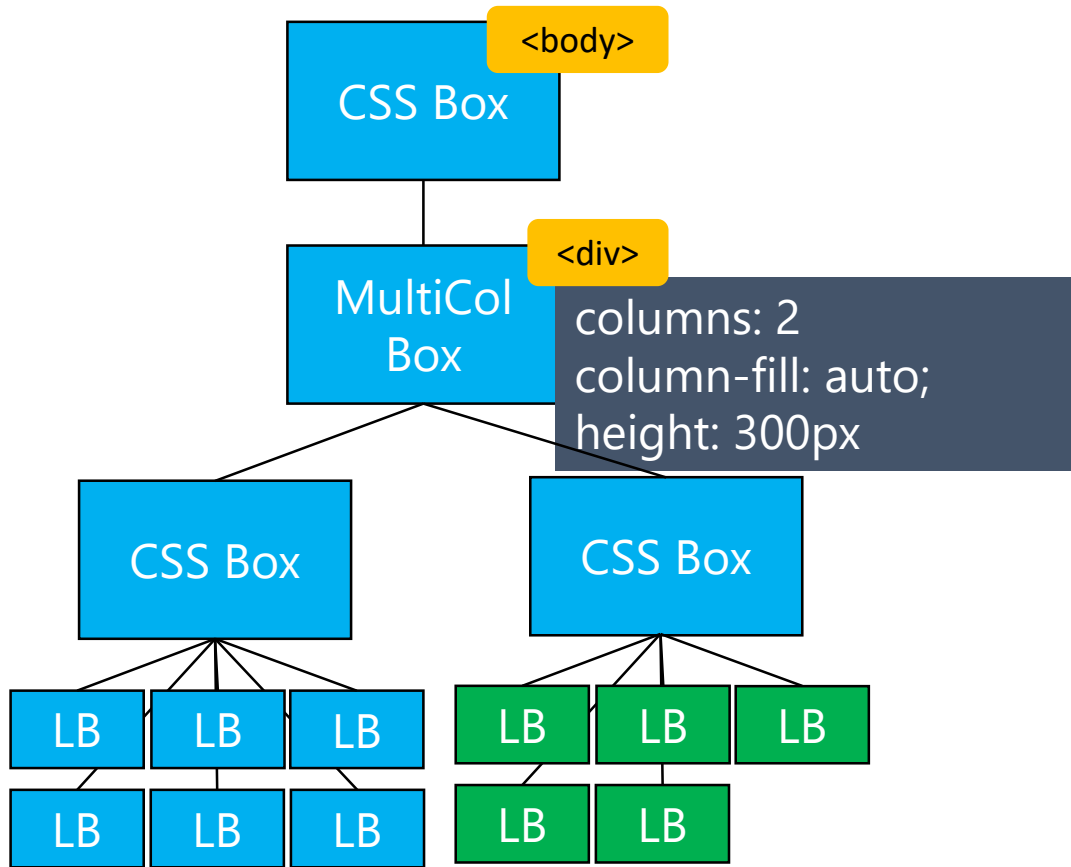 <body>
CSS Box
<div>
MultiCol
Box
columns: 2
column-fill: auto;
height: 300px
CSS Box
CSS Box
LB LB LB LB LB LB
LB LB LB LB LB